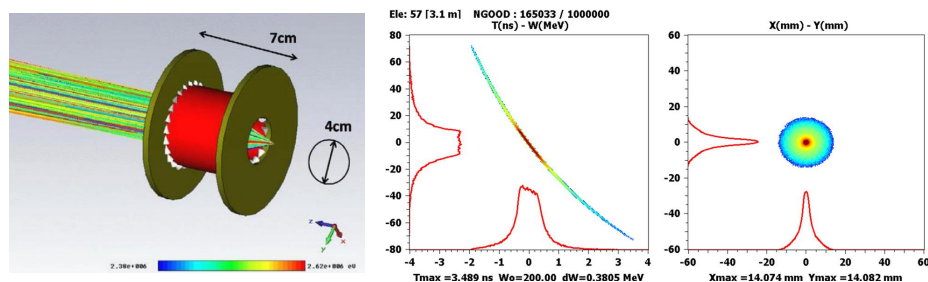 7cm
4cm
z
y
x
2.38e+006
2.62e+006 eV
Ele: 57 [3.1 m] NGOOD : 165033 / 1000000
T(ns) - W(MeV)
80
60
40
20
0
-20
-40
-60
-80
-4 -3 -2 -1 0 1 2 3 4
Tmax =3.489 ns Wo=200.00 dW=0.3805 MeV
X(mm) - Y(mm)
60
40
20
0
-20
-40
-60
-60 -40 -20 0 20 40 60
Xmax =14.074 mm Ymax =14.082 mm